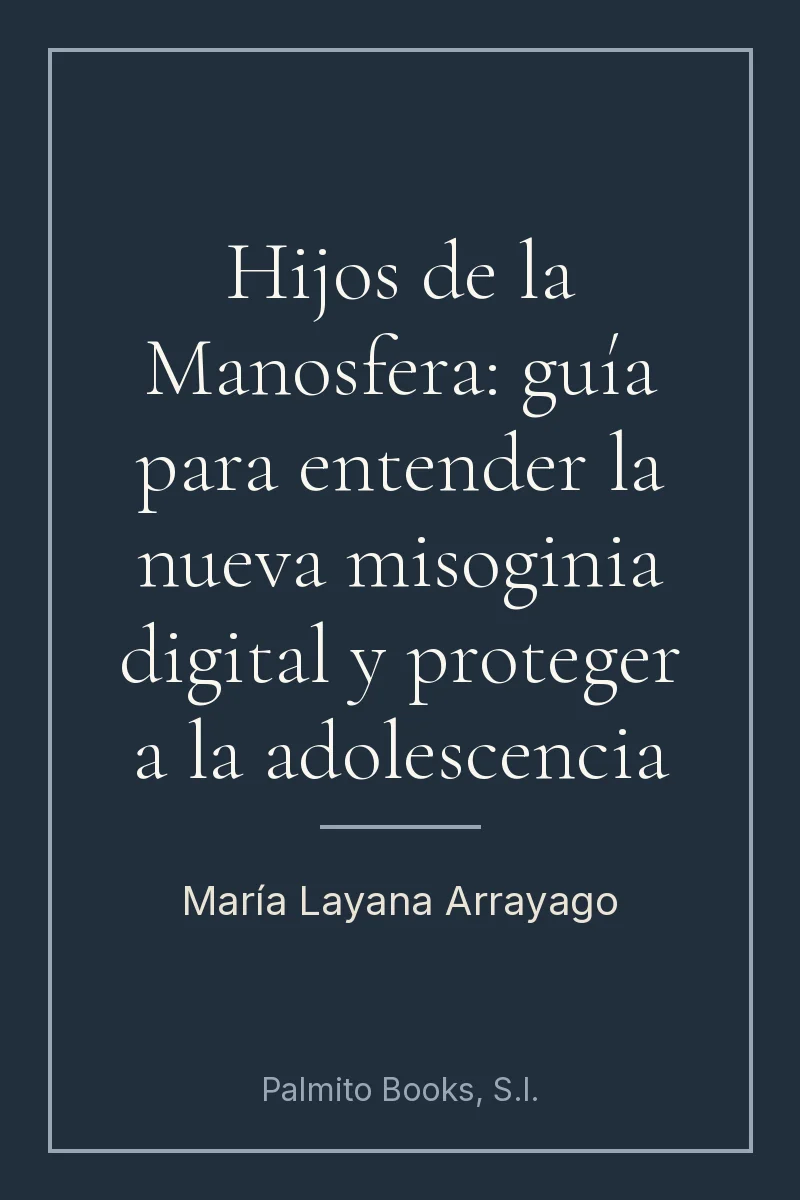 Hijos de la
Manosfera: guía
para entender la
nueva misoginia
digital y proteger
a la adolescencia
María Layana Arrayago
Palmito Books, S.l.